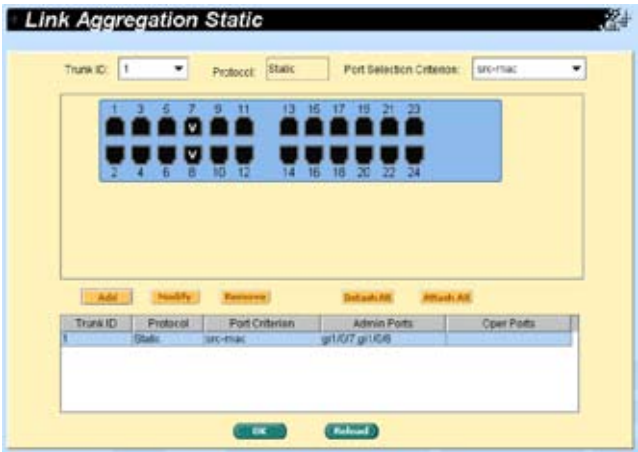 Link Aggregation Static
Trunk ID: 1 Protocol: Static Port Selection Criterion: src-mac
1 3 5 7 9 11 13 15 17 19 21 23
V
V
2 4 6 8 10 12 14 16 18 20 22 24
Add Modify Remove Detach All Attach All
Trunk ID Protocol Port Criterion Admin Ports Oper Ports
1 Static src-mac gi1/0/7 gi1/0/8
OK Reload